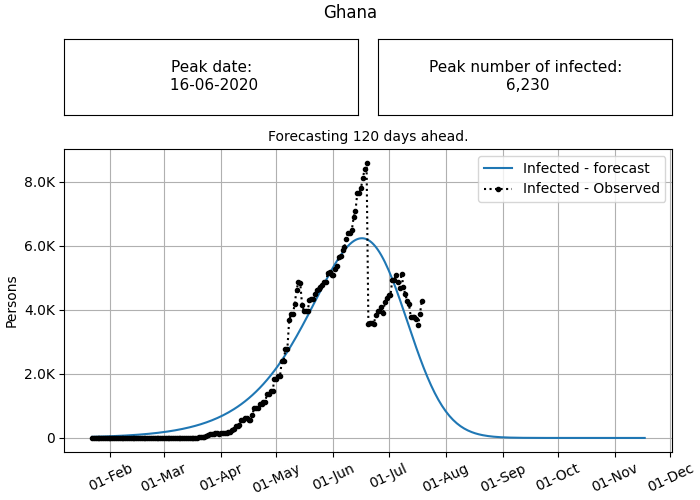 Ghana
Peak date:
16-06-2020
Peak number of infected:
6,230
Forecasting 120 days ahead.
Infected - forecast
Infected - Observed
Persons
8.0K
6.0K
4.0K
2.0K
0
01-Feb
01-Mar
01-Apr
01-May
01-Jun
01-Jul
01-Aug
01-Sep
01-Oct
01-Nov
01-Dec